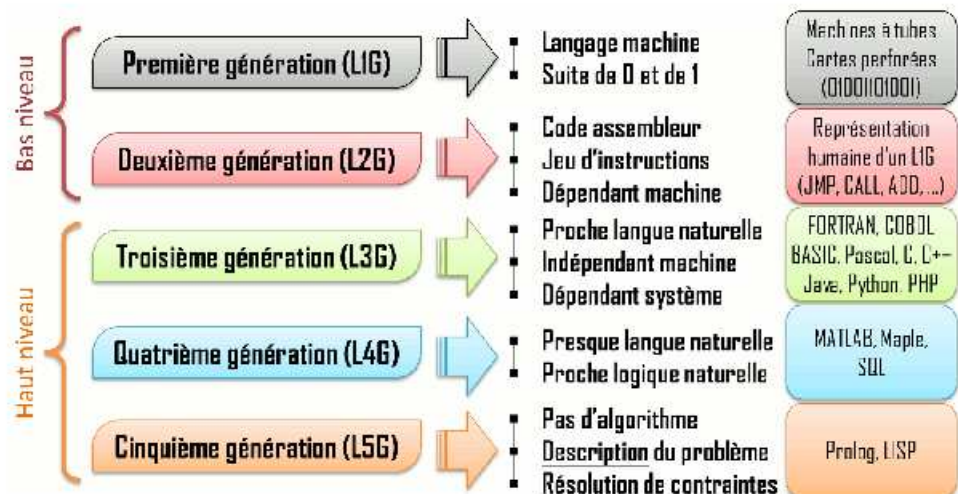 Bas niveau
Première génération (L1G)
Langage machine
Suite de 0 et de 1
Machines à tubes
Cartes perforées
(01001101001)
Deuxième génération (L2G)
Code assembleur
Jeu d'instructions
Dépendant machine
Représentation
humaine d'un L1G
(JMP, CALL, ADD, ...)
Haut niveau
Troisième génération (L3G)
Proche langue naturelle
Indépendant machine
Dépendant système
FORTRAN, COBOL
BASIC, Pascal, C, C++
Java, Python, PHP
Quatrième génération (L4G)
Presque langue naturelle
Proche logique naturelle
MATLAB, Maple,
SQL
Cinquième génération (L5G)
Pas d'algorithme
Description du problème
Résolution de contraintes
Prolog, LISP